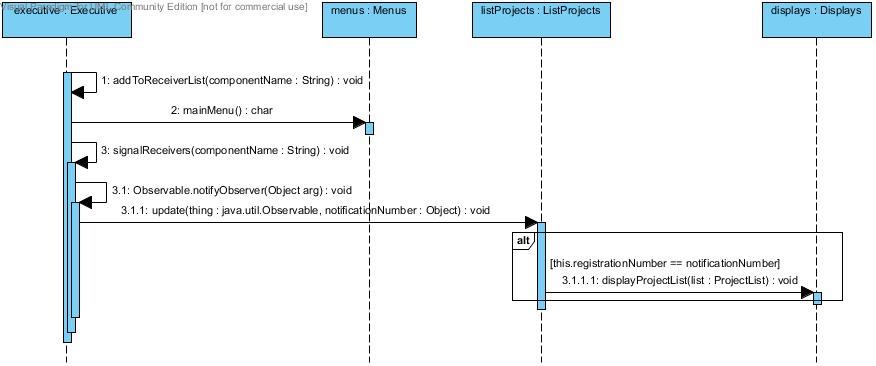 Visual Paradigm for UML Community Edition [not for commercial use]
executive : Executive
menus : Menus
listProjects : ListProjects
displays : Displays
1: addToReceiverList(componentName : String) : void
2: mainMenu() : char
3: signalReceivers(componentName : String) : void
3.1: Observable.notifyObserver(Object arg) : void
3.1.1: update(thing : java.util.Observable, notificationNumber : Object) : void
alt
[this.registrationNumber == notificationNumber]
3.1.1.1: displayProjectList(list : ProjectList) : void